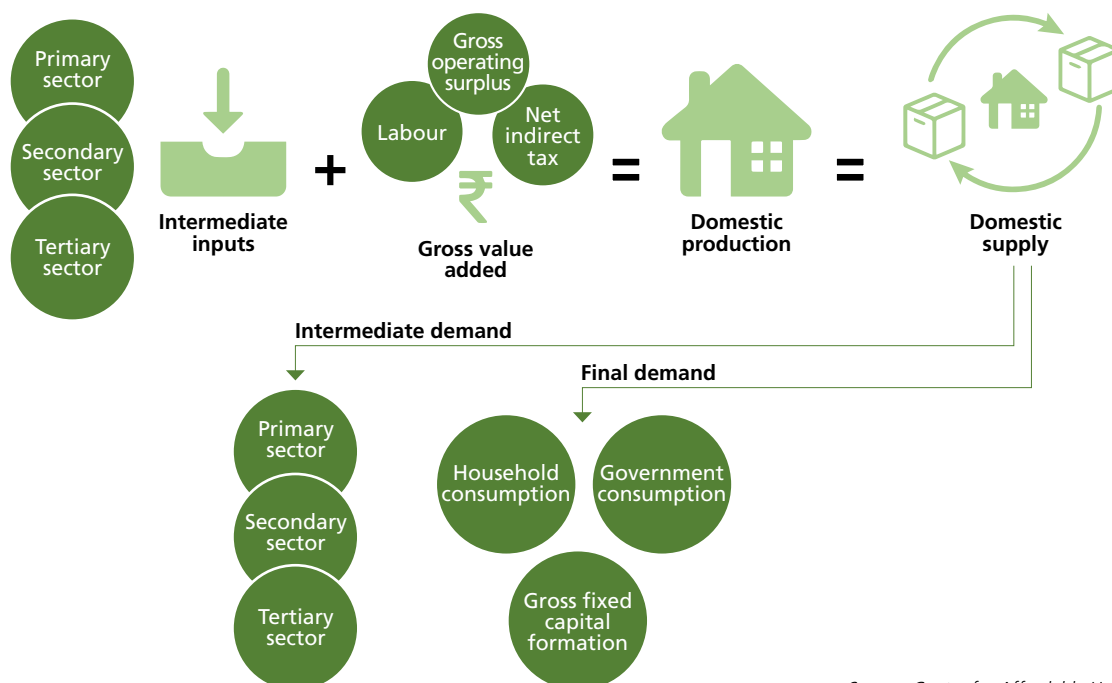 Primary
sector
Secondary
sector
Tertiary
sector
Intermediate
inputs
+
Labour
Gross
operating
surplus
Net
indirect
tax
₹
Gross value
added
=
Domestic
production
=
Domestic
supply
Intermediate demand
Final demand
Primary
sector
Secondary
sector
Tertiary
sector
Household
consumption
Government
consumption
Gross fixed
capital
formation